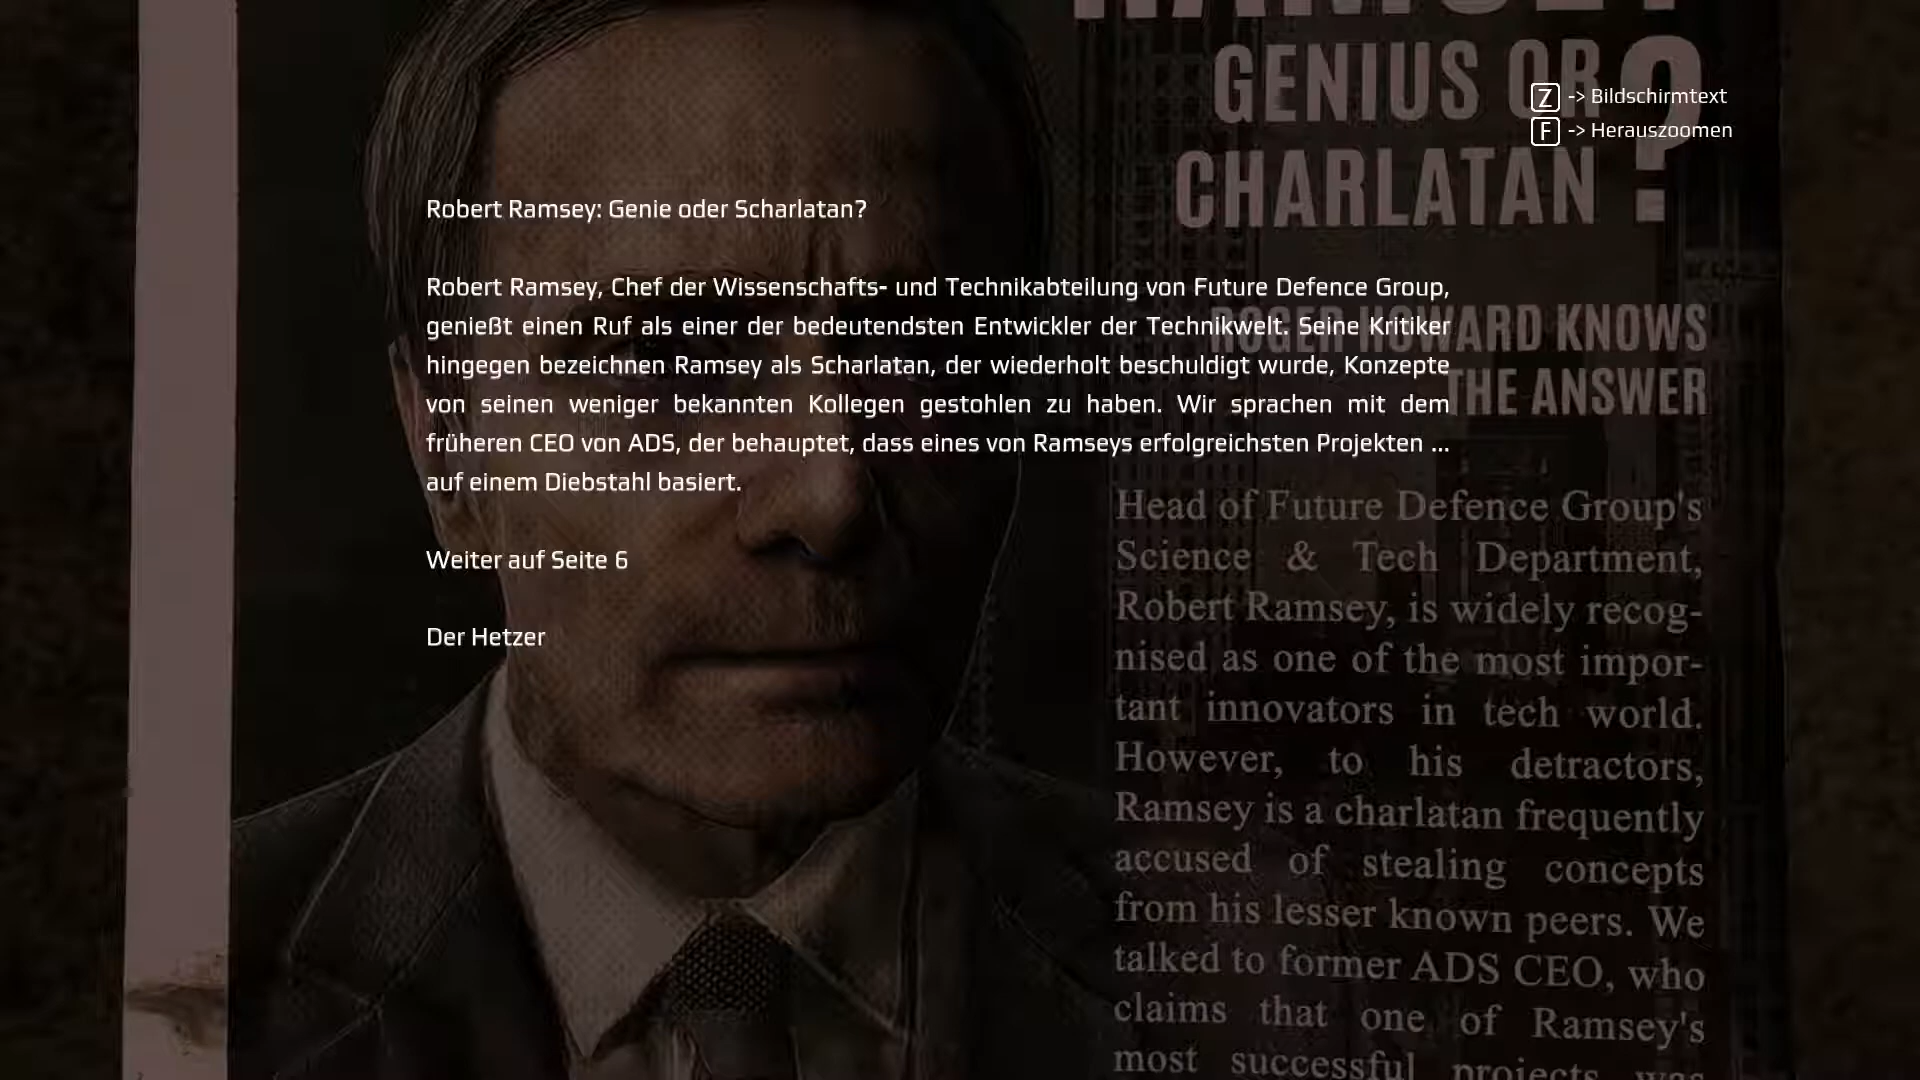 RAMSEY
GENIUS OR
CHARLATAN ?
Z -> Bildschirmtext
F -> Herauszoomen
Robert Ramsey: Genie oder Scharlatan?
Robert Ramsey, Chef der Wissenschafts- und Technikabteilung von Future Defence Group,
genießt einen Ruf als einer der bedeutendsten Entwickler der Technikwelt. Seine Kritiker
hingegen bezeichnen Ramsey als Scharlatan, der wiederholt beschuldigt wurde, Konzepte
von seinen weniger bekannten Kollegen gestohlen zu haben. Wir sprachen mit dem
früheren CEO von ADS, der behauptet, dass eines von Ramseys erfolgreichsten Projekten ...
auf einem Diebstahl basiert.
Weiter auf Seite 6
Der Hetzer
ROGER HOWARD KNOWS
THE ANSWER
Head of Future Defence Group's
Science & Tech Department,
Robert Ramsey, is widely recog-
nised as one of the most impor-
tant innovators in tech world.
However, to his detractors,
Ramsey is a charlatan frequently
accused of stealing concepts
from his lesser known peers. We
talked to former ADS CEO, who
claims that one of Ramsey's
most successful projects was